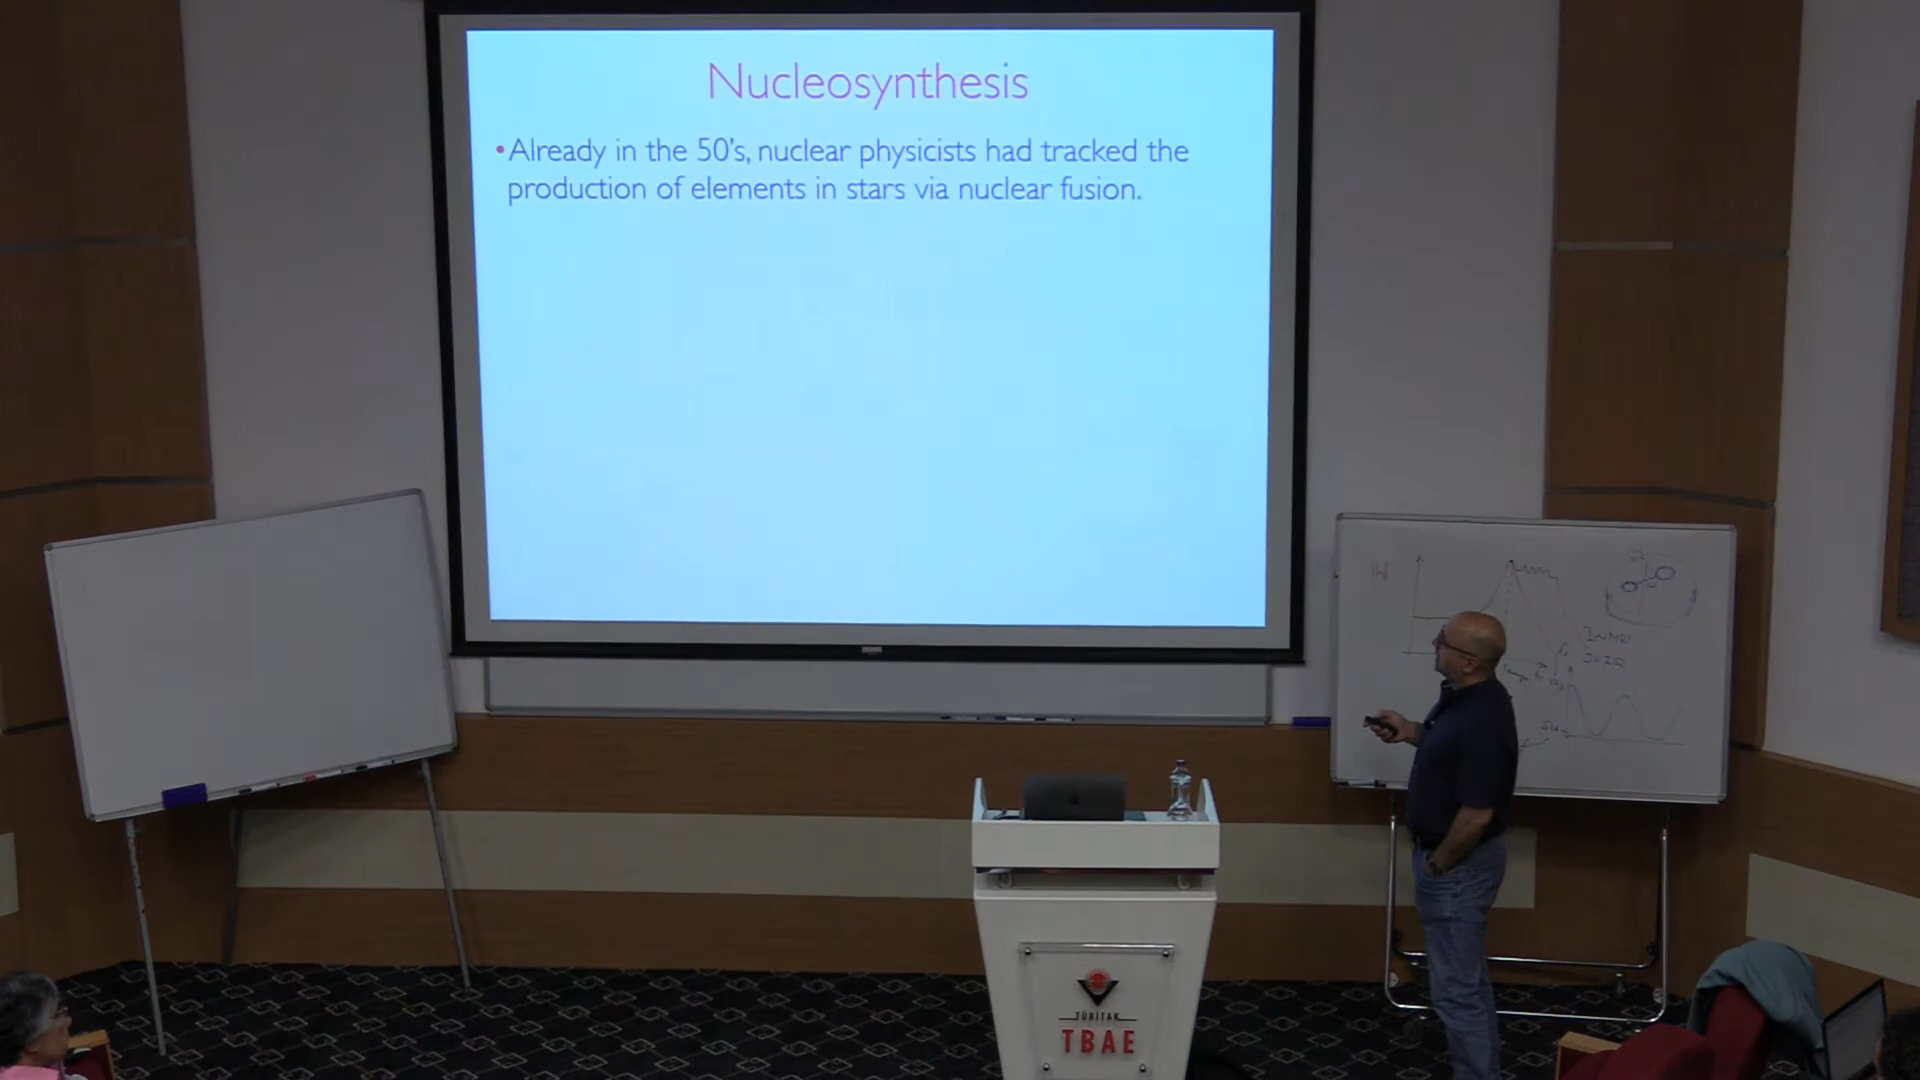 Nucleosynthesis
•Already in the 50's, nuclear physicists had tracked the
production of elements in stars via nuclear fusion.
J=IΩ
TÜBİTAK
TBAE